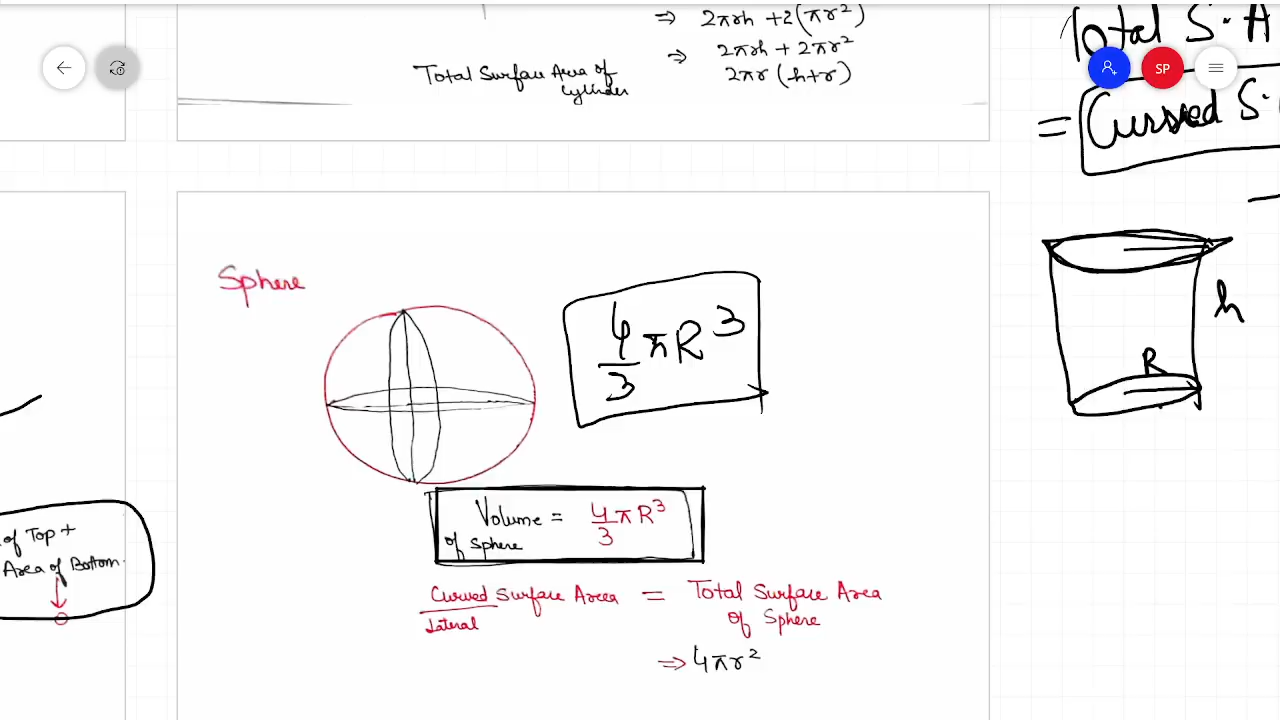 ⇒ 2πrh + 2(πr²)
⇒ 2πrh + 2πr²
2πr (h+r)
Total Surface Area of
Cylinder
Total S.A
= Curved S.
SP
Sphere
4/3 πR³
h
R
Volume = 4/3 πR³
of sphere
Curved Surface Area = Total Surface Area
Lateral
of Sphere
⇒ 4πr²
of Top +
Area of Bottom.